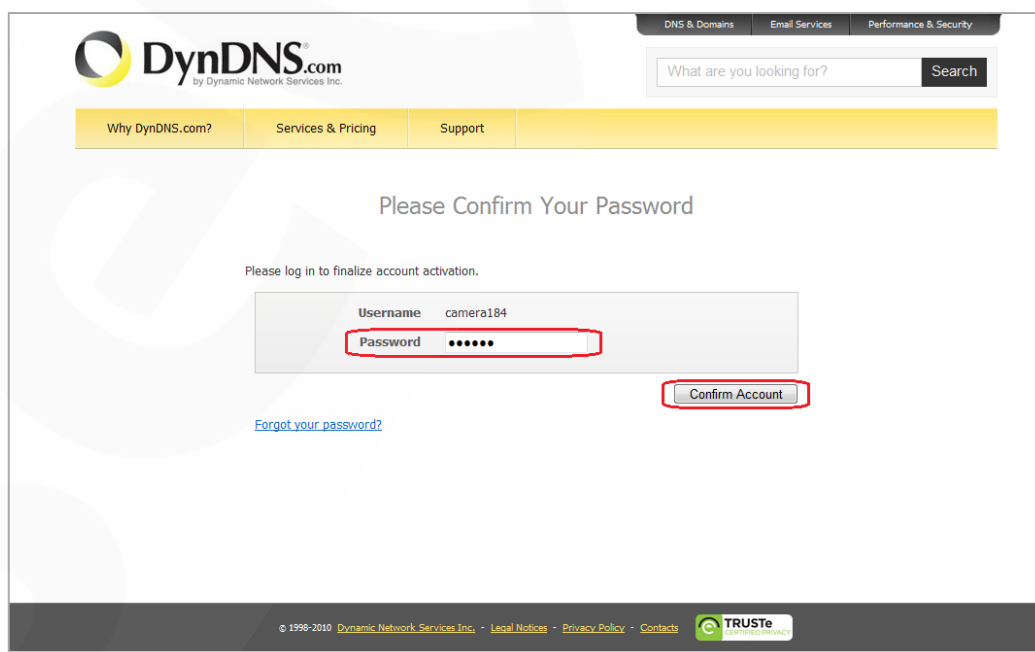 DNS & Domains Email Services Performance & Security
DynDNS.com
by Dynamic Network Services Inc.
What are you looking for? Search
Why DynDNS.com? Services & Pricing Support
Please Confirm Your Password
Please log in to finalize account activation.
Username camera184
Password ••••••
Confirm Account
Forgot your password?
© 1998-2010 Dynamic Network Services Inc. - Legal Notices - Privacy Policy - Contacts
TRUSTe
CERTIFIED PRIVACY